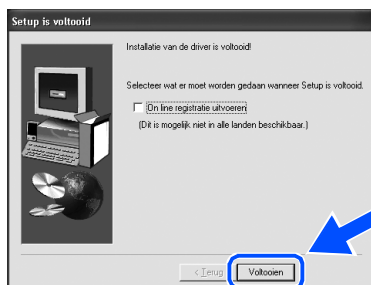 Setup is voltooid
Installatie van de driver is voltooid!
Selecteer wat er moet worden gedaan wanneer Setup is voltooid.
On line registratie uitvoeren
(Dit is mogelijk niet in alle landen beschikbaar.)
< Terug
Voltooien